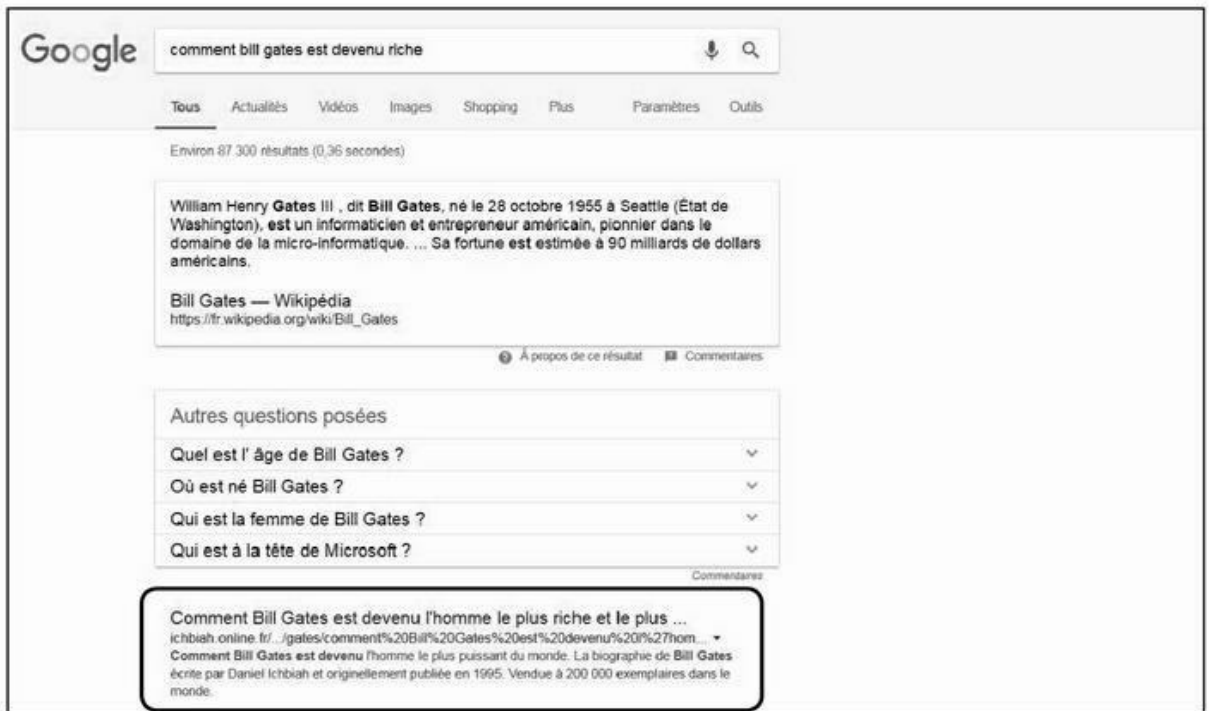 Google comment bill gates est devenu riche
Tous Actualités Vidéos Images Shopping Plus Paramètres Outils
Environ 87 300 résultats (0,36 secondes)
William Henry Gates III , dit Bill Gates, né le 28 octobre 1955 à Seattle (État de
Washington), est un informaticien et entrepreneur américain, pionnier dans le
domaine de la micro-informatique. ... Sa fortune est estimée à 90 milliards de dollars
américains.
Bill Gates — Wikipédia
https://fr.wikipedia.org/wiki/Bill_Gates
À propos de ce résultat Commentaires
Autres questions posées
Quel est l' âge de Bill Gates ?
Où est né Bill Gates ?
Qui est la femme de Bill Gates ?
Qui est à la tête de Microsoft ?
Commentaires
Comment Bill Gates est devenu l'homme le plus riche et le plus ...
ichbiah.online.fr/.../gates/comment%20Bill%20Gates%20est%20devenu%20l%27hom...
Comment Bill Gates est devenu l'homme le plus puissant du monde. La biographie de Bill Gates
écrite par Daniel Ichbiah et originellement publiée en 1995. Vendue à 200 000 exemplaires dans le
monde.